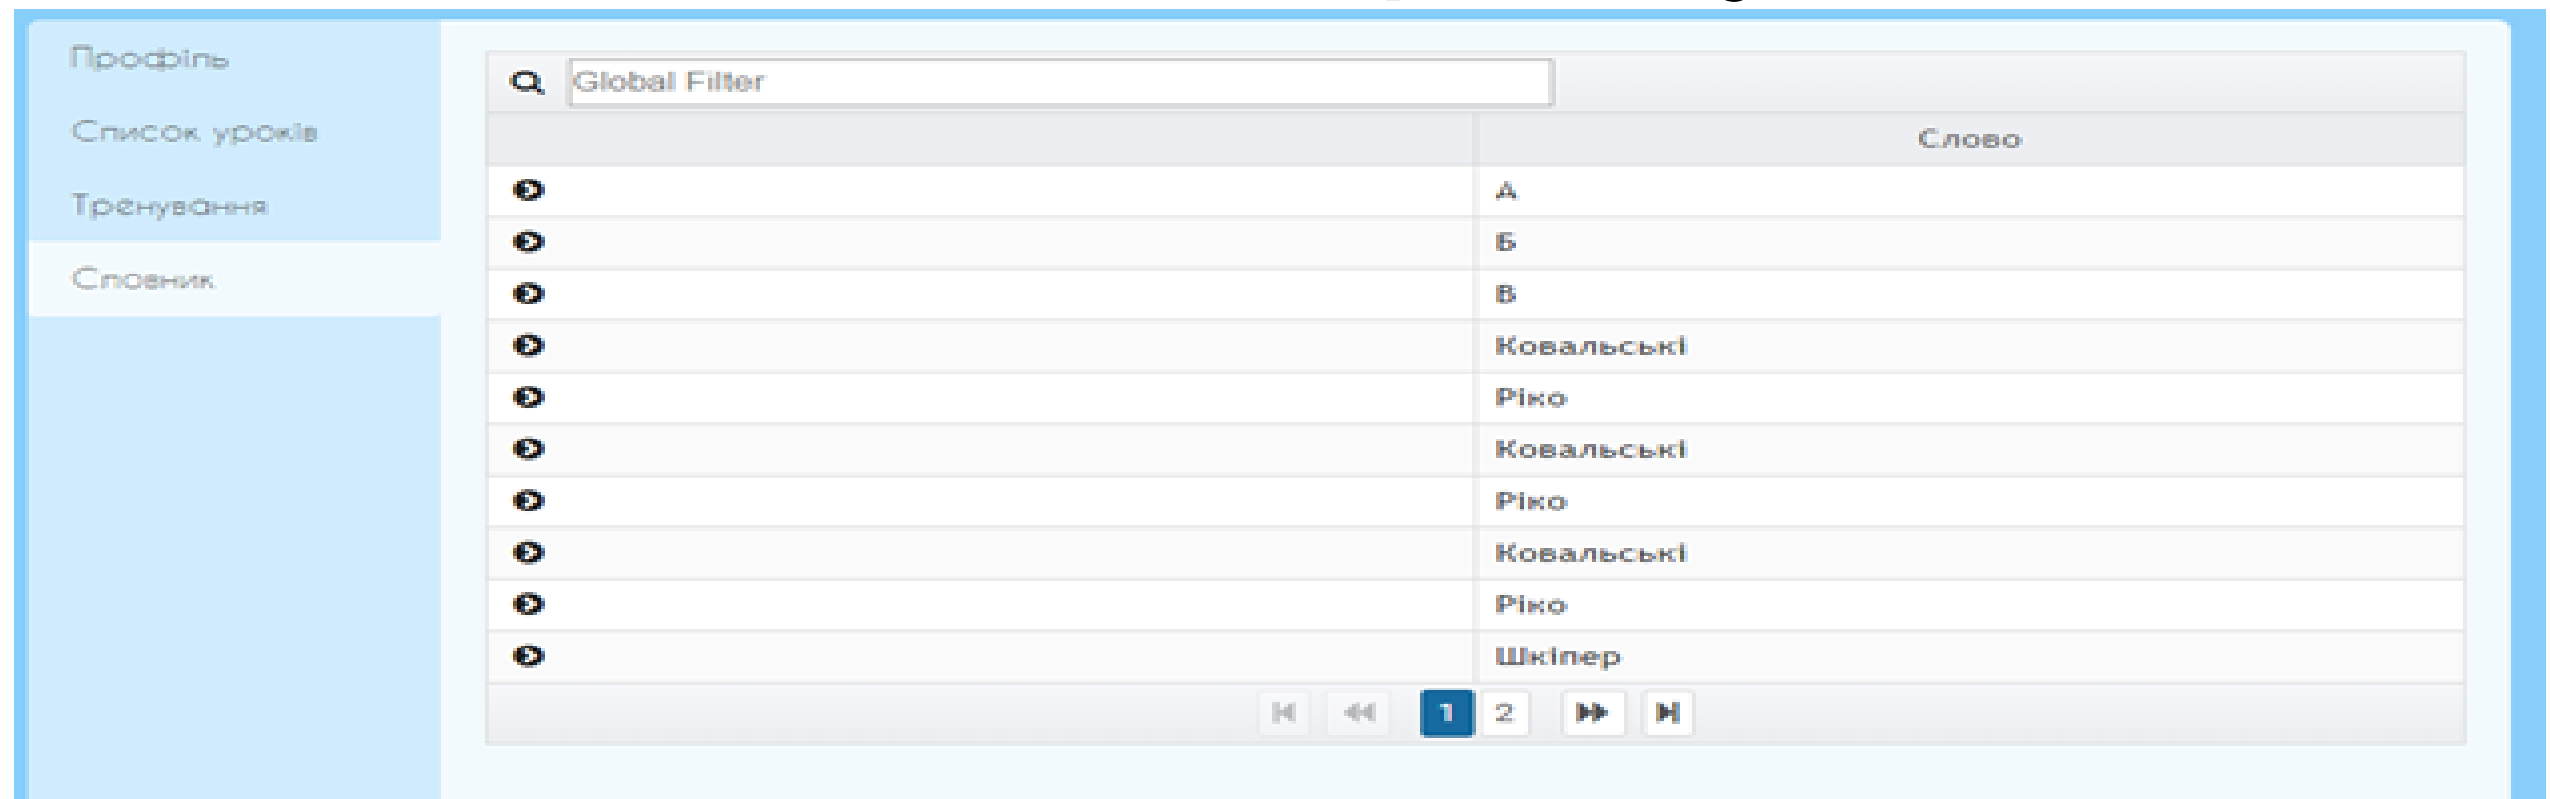 Профіль
Список уроків
Тренування
Словник
Global Filter
Слово
А
Б
В
Ковальські
Ріко
Ковальські
Ріко
Ковальські
Ріко
Шкіпер
1 2